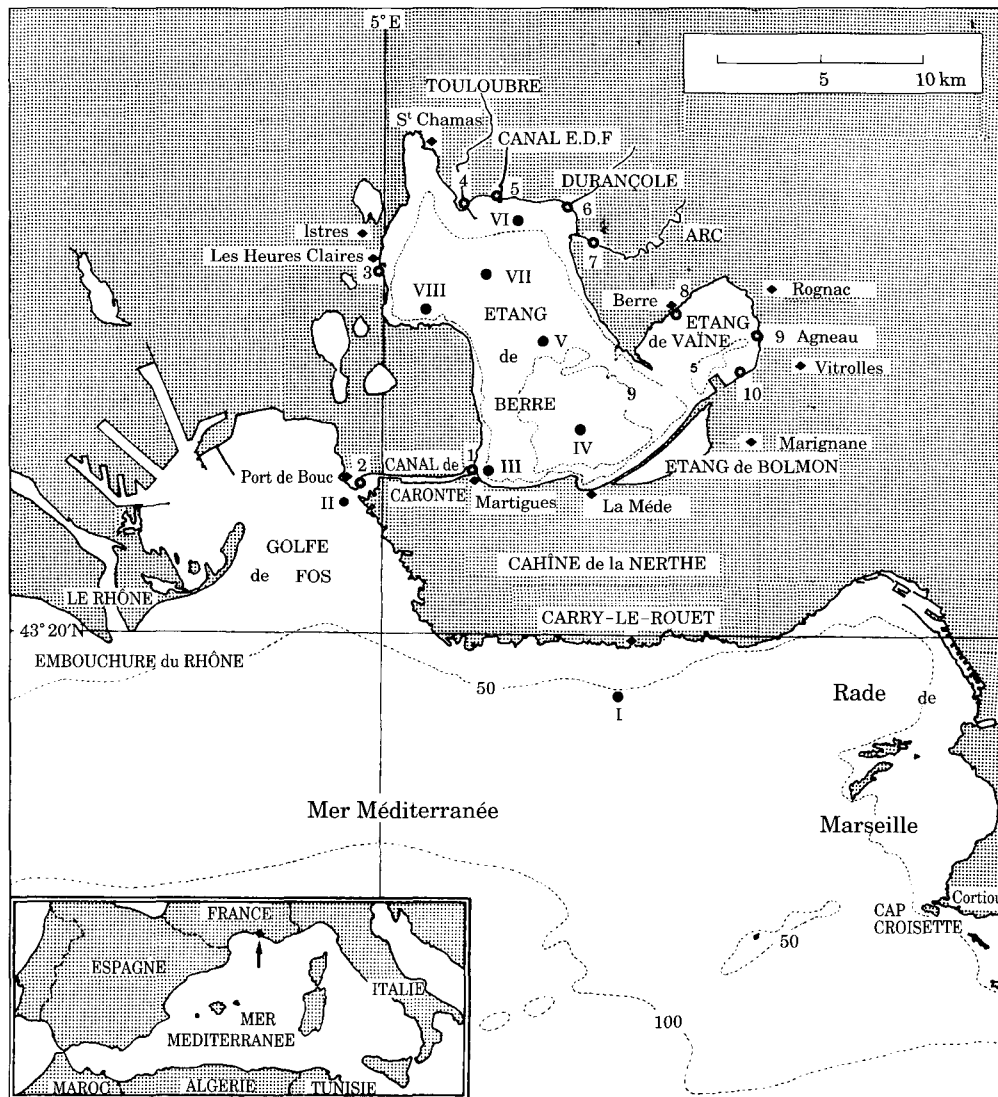 5° E
5
10 km
TOULOUBRE
Sᵗ Chamas
CANAL E.D.F
4
5
DURANÇOLE
6
VI
Istres
ARC
7
Les Heures Claires
3
VII
VIII
Berre
8
Rognac
ETANG
ETANG
de VAÏNE
9 Agneau
V
de
5
Vitrolles
9
10
BERRE
IV
Marignane
1
III
ETANG de BOLMON
Port de Bouc
2
CANAL de
CARONTE
Martigues
La Méde
II
GOLFE
de FOS
CAHÎNE de la NERTHE
LE RHÔNE
CARRY-LE-ROUET
43° 20'N
EMBOUCHURE du RHÔNE
50
I
Rade de
Mer Méditerranée
Marseille
Cortiou
CAP
CROISETTE
50
100
FRANCE
ESPAGNE
ITALIE
MER
MEDITERRANEE
MAROC
ALGERIE
TUNISIE